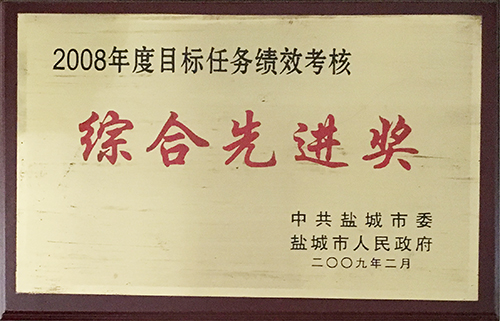 2008年度目标任务绩效考核
综合先进奖
中共盐城市委
盐城市人民政府
二〇〇九年二月